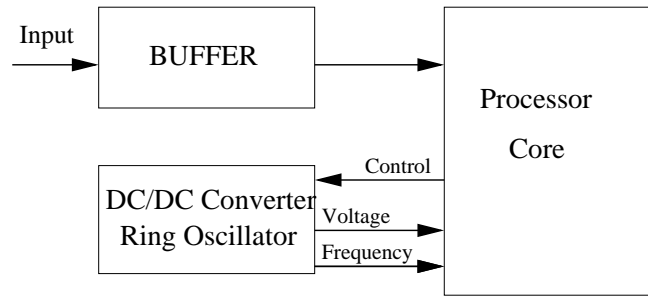 Input
BUFFER
Processor
Core
Control
DC/DC Converter
Ring Oscillator
Voltage
Frequency